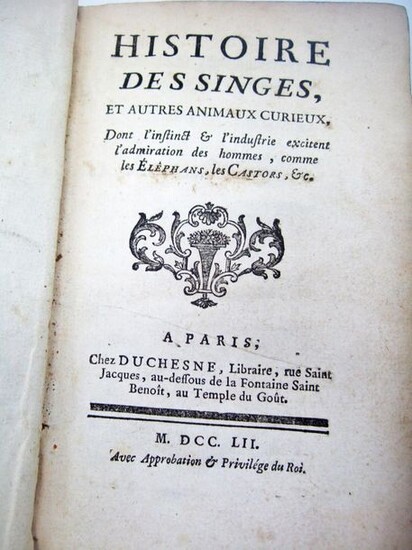 HISTOIRE
DES SINGES,
ET AUTRES ANIMAUX CURIEUX,
Dont l'instinct & l'industrie excitent
l'admiration des hommes, comme
les ÉLÉPHANS, les CASTORS, &c.
A PARIS,
Chez DUCHESNE, Libraire, rue Saint
Jacques, au-dessous de la Fontaine Saint
Benoît, au Temple du Goût.
M. DCC. LII.
Avec Approbation & Privilége du Roi.